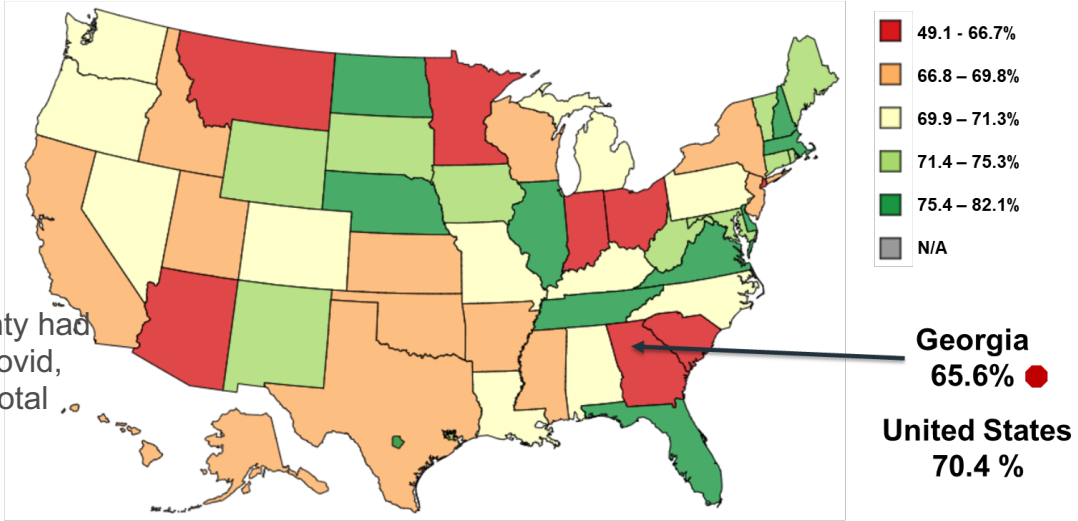 49.1 - 66.7%
66.8 – 69.8%
69.9 – 71.3%
71.4 – 75.3%
75.4 – 82.1%
N/A
nty had
ovid,
otal
Georgia
65.6%
United States
70.4 %